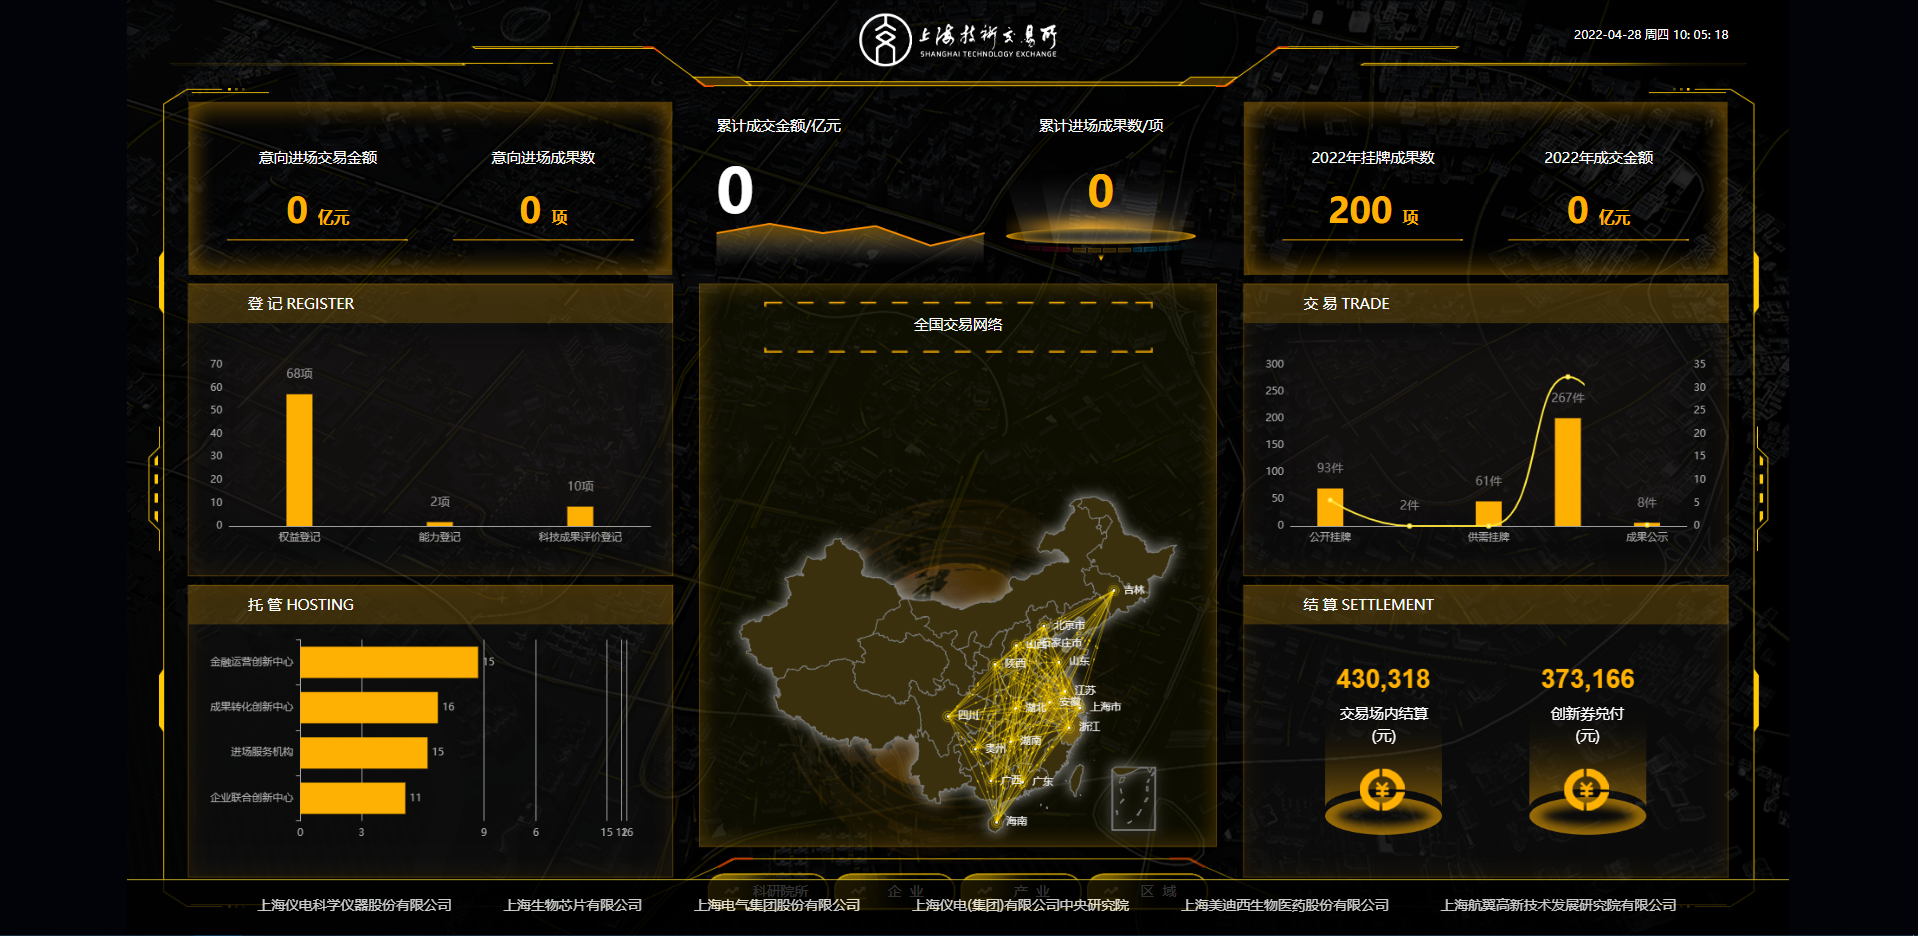 上海技術交易所
SHANGHAI TECHNOLOGY EXCHANGE
2022-04-28 周四 10: 05: 18
意向进场交易金额
0 亿元
意向进场成果数
0 项
累计成交金额/亿元
0
累计进场成果数/项
0
2022年挂牌成果数
200 项
2022年成交金额
0 亿元
登 记 REGISTER
70
60
50
40
30
20
10
0
68项
2项
10项
权益登记
能力登记
科技成果评价登记
托 管 HOSTING
金融运营创新中心
15
成果转化创新中心
16
进场服务机构
15
企业联合创新中心
11
0
3
9
6
15
126
全国交易网络
吉林
北京市
山西
家庄市
陕西
山东
江苏
安徽
上海市
湖北
四川
浙江
湖南
贵州
广西
广东
海南
交 易 TRADE
300
250
200
150
100
50
0
35
30
25
20
15
10
5
0
93件
2件
61件
267件
8件
公开挂牌
供需挂牌
成果公示
结 算 SETTLEMENT
430,318
交易场内结算
(元)
373,166
创新券兑付
(元)
科研院所
企 业
产 业
区 域
上海仪电科学仪器股份有限公司
上海生物芯片有限公司
上海电气集团股份有限公司
上海仪电(集团)有限公司中央研究院
上海美迪西生物医药股份有限公司
上海航翼高新技术发展研究院有限公司